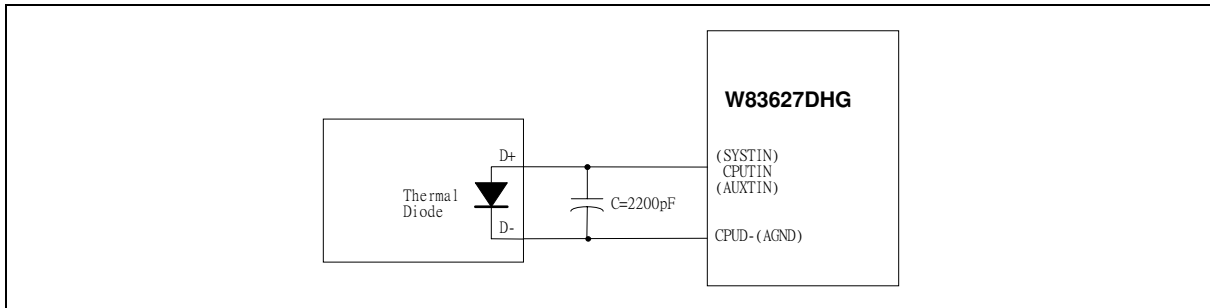 W83627DHG
D+
(SYSTIN)
CPUTIN
(AUXTIN)
Thermal
Diode
C=2200pF
D-
CPUD-(AGND)